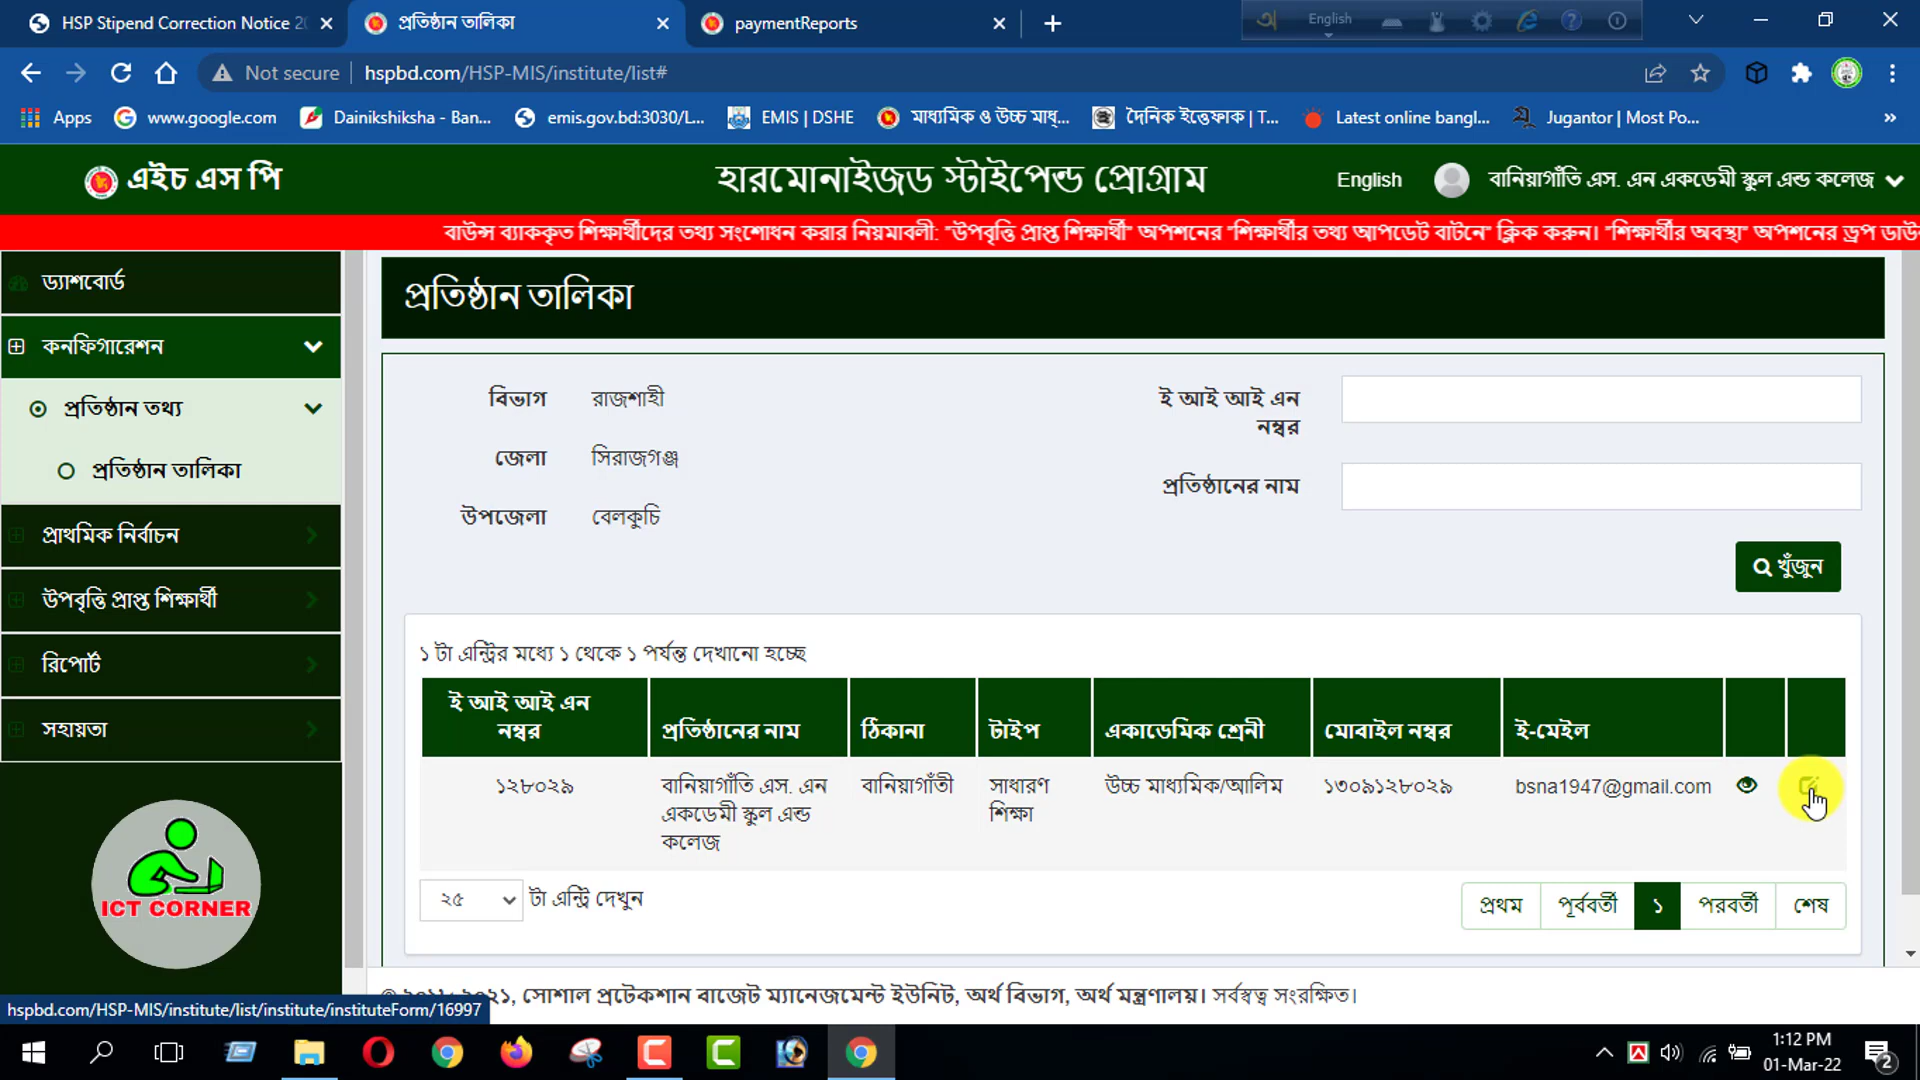 HSP Stipend Correction Notice 20
প্রতিষ্ঠান তালিকা
paymentReports
English
Not secure
hspbd.com/HSP-MIS/institute/list#
Apps
www.google.com
Dainikshiksha - Ban...
emis.gov.bd:3030/L...
EMIS | DSHE
মাধ্যমিক ও উচ্চ মাধ্...
দৈনিক ইত্তেফাক | T...
Latest online bangl...
Jugantor | Most Po...
»
এইচ এস পি
হারমোনাইজড স্টাইপেন্ড প্রোগ্রাম
English
বানিয়াগাঁতি এস. এন একডেমী স্কুল এন্ড কলেজ
বাউন্স ব্যাককৃত শিক্ষার্থীদের তথ্য সংশোধন করার নিয়মাবলী: "উপবৃত্তি প্রাপ্ত শিক্ষার্থী" অপশনের "শিক্ষার্থীর তথ্য আপডেট বাটনে" ক্লিক করুন। "শিক্ষার্থীর অবস্থা" অপশনের ড্রপ ডাউ
ড্যাশবোর্ড
কনফিগারেশন
প্রতিষ্ঠান তথ্য
প্রতিষ্ঠান তালিকা
প্রাথমিক নির্বাচন
উপবৃত্তি প্রাপ্ত শিক্ষার্থী
রিপোর্ট
সহায়তা
ICT CORNER
প্রতিষ্ঠান তালিকা
বিভাগ রাজশাহী
ই আই আই এন নম্বর
জেলা সিরাজগঞ্জ
প্রতিষ্ঠানের নাম
উপজেলা বেলকুচি
খুঁজুন
১ টা এন্ট্রির মধ্যে ১ থেকে ১ পর্যন্ত দেখানো হচ্ছে
ই আই আই এন নম্বর প্রতিষ্ঠানের নাম ঠিকানা টাইপ একাডেমিক শ্রেনী মোবাইল নম্বর ই-মেইল
১২৮০২৯ বানিয়াগাঁতি এস. এন একডেমী স্কুল এন্ড কলেজ বানিয়াগাঁতী সাধারণ শিক্ষা উচ্চ মাধ্যমিক/আলিম ১৩০৯১২৮০২৯ bsna1947@gmail.com
২৫ টা এন্ট্রি দেখুন
প্রথম পূর্ববর্তী ১ পরবর্তী শেষ
সোশাল প্রটেকশান বাজেট ম্যানেজমেন্ট ইউনিট, অর্থ বিভাগ, অর্থ মন্ত্রণালয়। সর্বস্বত্ব সংরক্ষিত।
hspbd.com/HSP-MIS/institute/list/institute/instituteForm/16997
1:12 PM
01-Mar-22
2